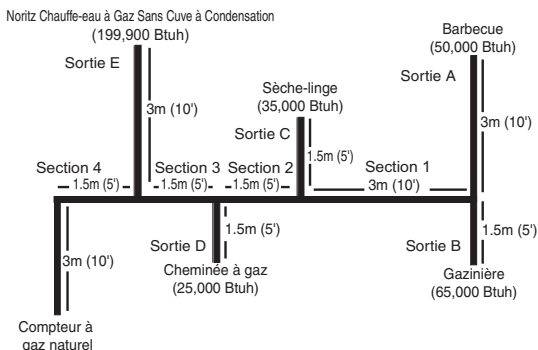 Noritz Chauffe-eau à Gaz Sans Cuve à Condensation
(199,900 Btuh)
Sortie E
3m (10')
Barbecue
(50,000 Btuh)
Sortie A
3m (10')
Sèche-linge
(35,000 Btuh)
Sortie C
1.5m (5')
Section 4
1.5m (5')
Section 3
1.5m (5')
Section 2
1.5m (5')
Section 1
3m (10')
3m (10')
Compteur à
gaz naturel
Sortie D
1.5m (5')
Cheminée à gaz
(25,000 Btuh)
Sortie B
1.5m (5')
Gazinière
(65,000 Btuh)